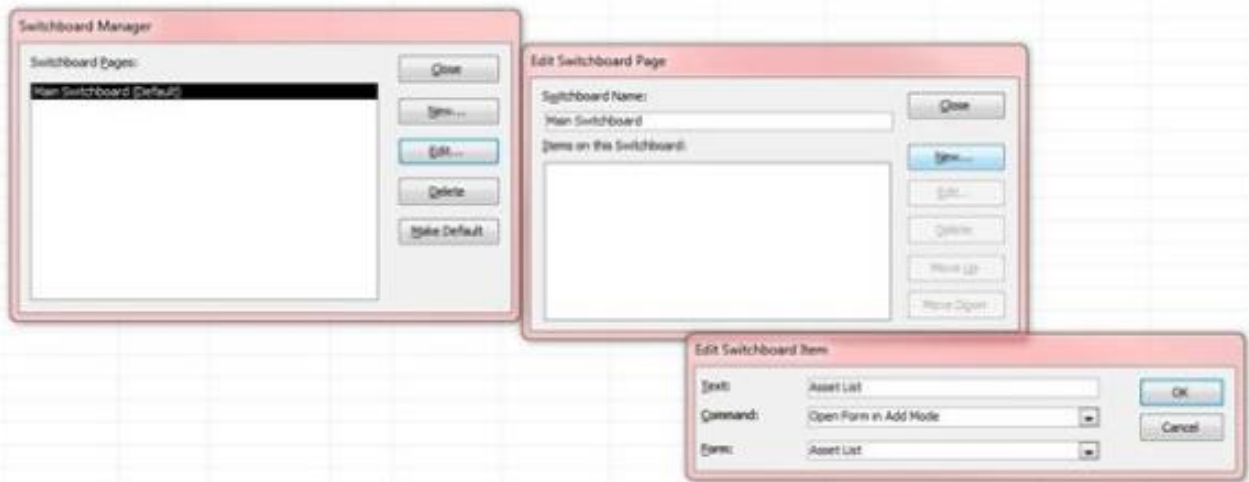 Switchboard Manager
Switchboard Pages:
Main Switchboard (Default)
Close
New...
Edit...
Delete
Make Default
Edit Switchboard Page
Switchboard Name:
Main Switchboard
Items on this Switchboard:
Close
New...
Edit...
Delete
Move Up
Move Down
Edit Switchboard Item
Text:
Asset List
Command:
Open Form in Add Mode
Form:
Asset List
OK
Cancel